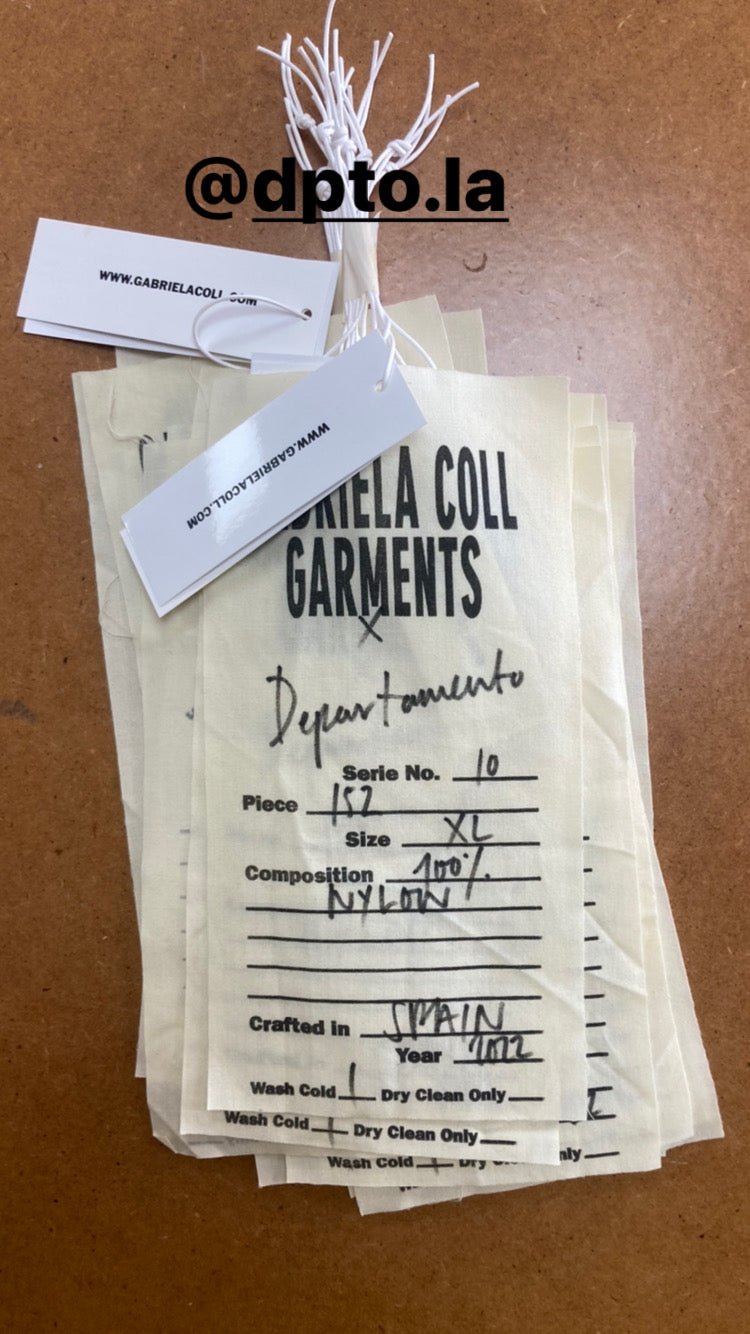 @dpto.la
WWW.GABRIELACOLL.COM
WWW.GABRIELACOLL.COM
COLL
GARMENTS
X
Departamento
Serie No. 10
Piece 152
Size XL
Composition 100%
NYLON
Crafted in SPAIN
Year 2022
Wash Cold Dry Clean Only
Wash Cold Dry Clean Only
Wash Cold